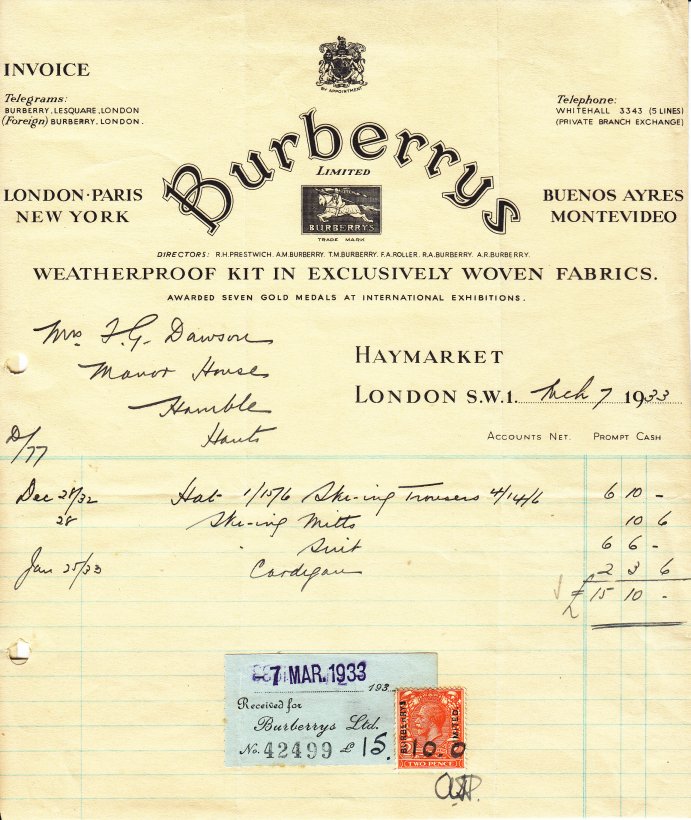 BY APPOINTMENT
INVOICE
Telegrams:
BURBERRY, LESQUARE, LONDON
(Foreign) BURBERRY, LONDON.
Telephone:
WHITEHALL 3343 (5 LINES)
(PRIVATE BRANCH EXCHANGE)
Burberrys
LIMITED
LONDON · PARIS
NEW YORK
BURBERRYS
TRADE MARK
BUENOS AYRES
MONTEVIDEO
DIRECTORS: R.H.PRESTWICH. A.M.BURBERRY. T.M.BURBERRY. F.A.ROLLER. R.A.BURBERRY. A.R.BURBERRY.
WEATHERPROOF KIT IN EXCLUSIVELY WOVEN FABRICS.
AWARDED SEVEN GOLD MEDALS AT INTERNATIONAL EXHIBITIONS.
Mrs F.G. Dawson
Manor House
Hamble
Hants
HAYMARKET
LONDON S.W.1. Mch 7 1933
D/77
ACCOUNTS NET. PROMPT CASH
Dec 28/32 Hat 1/15/6 Ske-ing Trousers 4/14/6 6 10 -
28 Ske-ing Mitts 10 6
" Suit 6 6 -
Jan 25/33 Cardigan 2 3 6
£ 15 10 -
7 MAR. 1933
193
Received for
Burberrys Ltd.
No. 42499 £ 15. 10. 0
BURBERRYS LIMITED
TWO PENCE